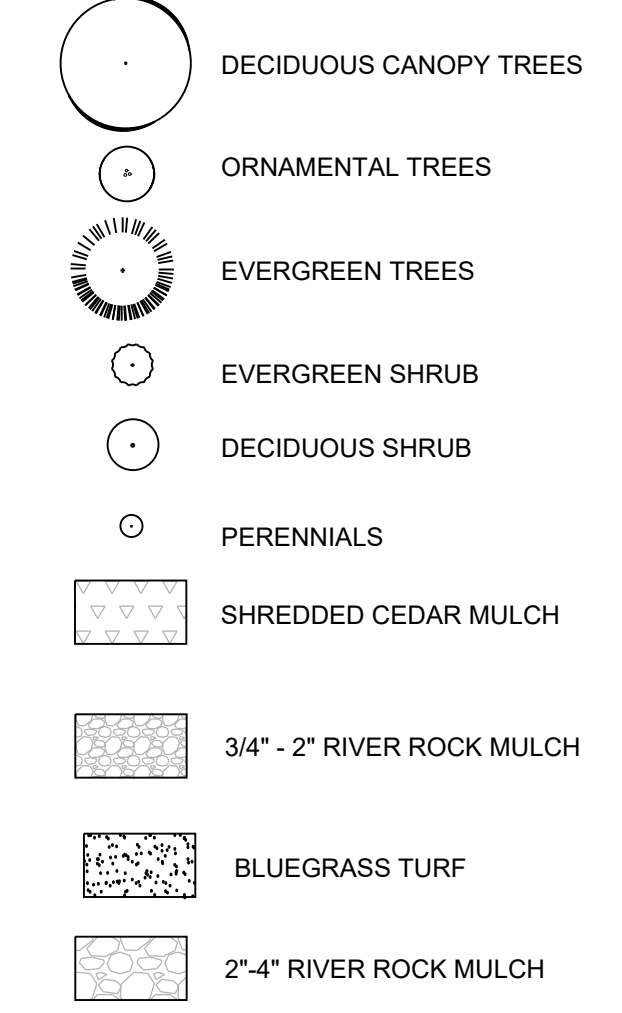 DECIDUOUS CANOPY TREES
ORNAMENTAL TREES
EVERGREEN TREES
EVERGREEN SHRUB
DECIDUOUS SHRUB
PERENNIALS
SHREDDED CEDAR MULCH
3/4" - 2" RIVER ROCK MULCH
BLUEGRASS TURF
2"-4" RIVER ROCK MULCH